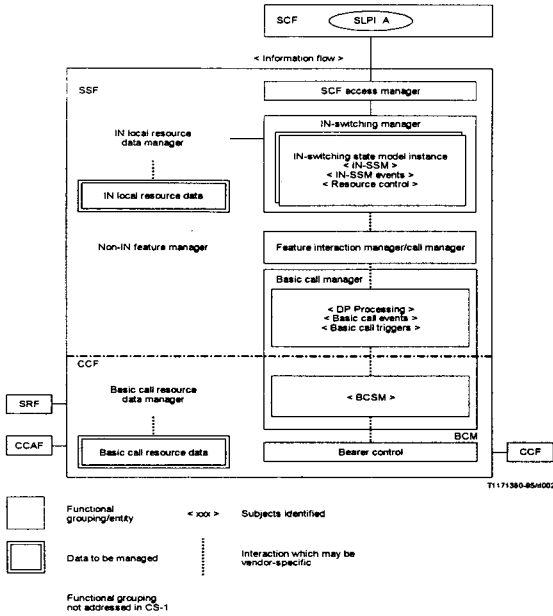 SCF
SLPI A
< Information flow >
SSF
SCF access manager
IN local resource
data manager
IN-switching manager
IN-switching state model instance
< IN-SSM >
< IN-SSM events >
< Resource control >
IN local resource data
Non-IN feature manager
Feature interaction manager/call manager
Basic call manager
< DP Processing >
< Basic call events >
< Basic call triggers >
CCF
Basic call resource
data manager
SRF
< BCSM >
CCAF
Basic call resource data
BCM
Bearer control
CCF
T1171380-95/d002
Functional
grouping/entity
< xxx >
Subjects identified
Data to be managed
Interaction which may be
vendor-specific
Functional grouping
not addressed in CS-1